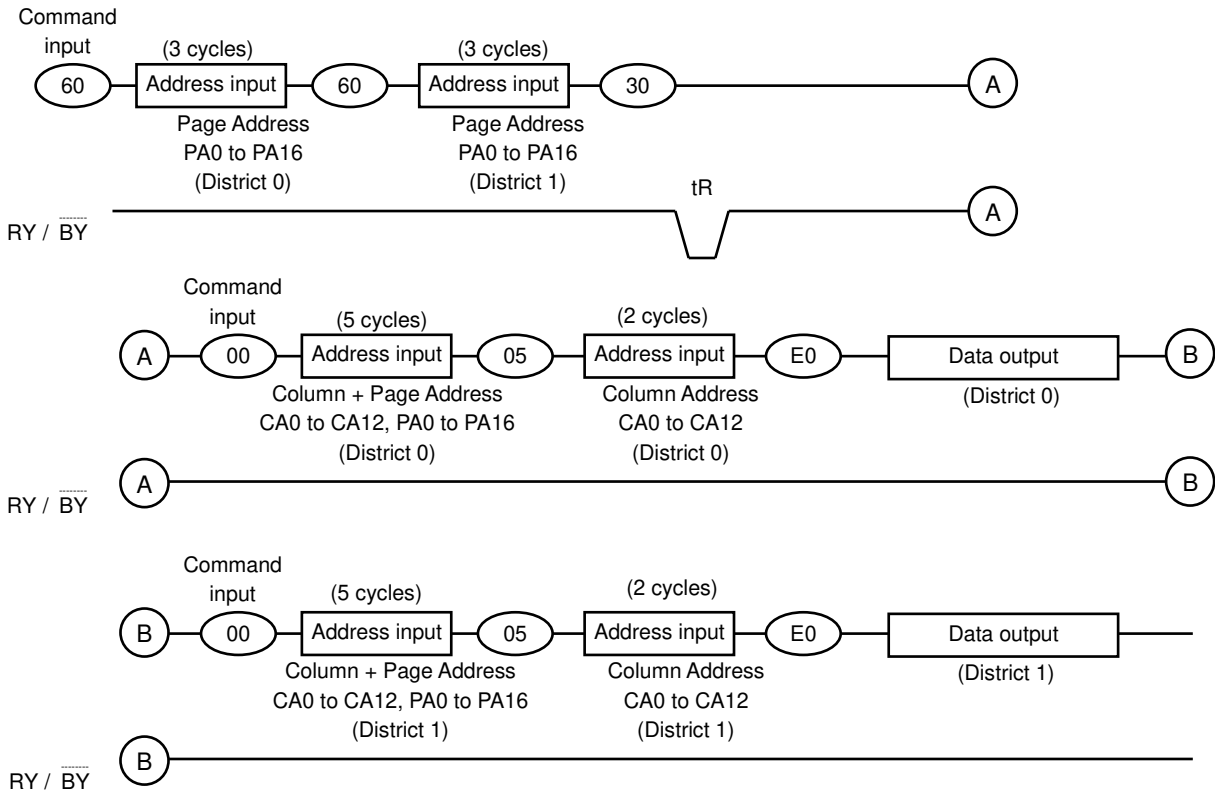 Command
input
(3 cycles)
(3 cycles)
60
Address input
60
Address input
30
A
Page Address
PA0 to PA16
(District 0)
Page Address
PA0 to PA16
(District 1)
tR
A
RY / BY
Command
input
(5 cycles)
(2 cycles)
A
00
Address input
05
Address input
E0
Data output
B
Column + Page Address
CA0 to CA12, PA0 to PA16
(District 0)
Column Address
CA0 to CA12
(District 0)
(District 0)
A
B
RY / BY
Command
input
(5 cycles)
(2 cycles)
B
00
Address input
05
Address input
E0
Data output
Column + Page Address
CA0 to CA12, PA0 to PA16
(District 1)
Column Address
CA0 to CA12
(District 1)
(District 1)
B
RY / BY